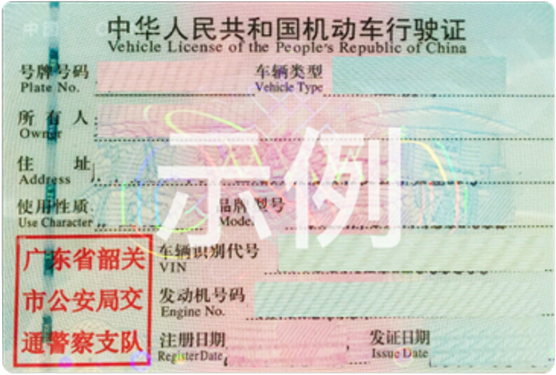 中华人民共和国机动车行驶证
Vehicle License of the People's Republic of China
号牌号码 车辆类型
Plate No. Vehicle Type
所有人
Owner
住址
Address
示例
使用性质 品牌型号
Use Character Model
车辆识别代号
VIN
发动机号码
Engine No.
注册日期 发证日期
Register Date Issue Date
广东省韶关
市公安局交
通警察支队